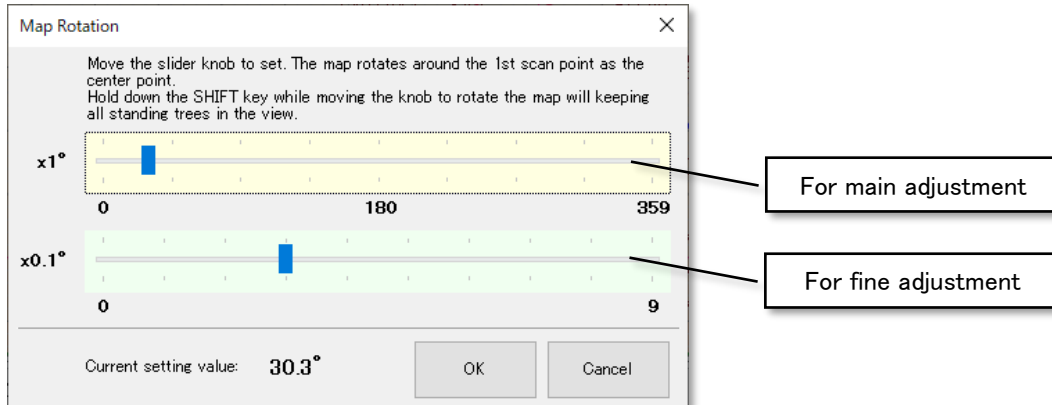 Map Rotation
Move the slider knob to set. The map rotates around the 1st scan point as the
center point.
Hold down the SHIFT key while moving the knob to rotate the map will keeping
all standing trees in the view.
x1°
0 180 359
For main adjustment
x0.1°
0 9
For fine adjustment
Current setting value: 30.3°
OK
Cancel